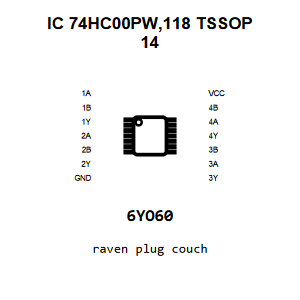 IC 74HC00PW,118 TSSOP
14
1A VCC
1B 4B
1Y 4A
2A 4Y
2B 3B
2Y 3A
GND 3Y
6YO60
raven plug couch